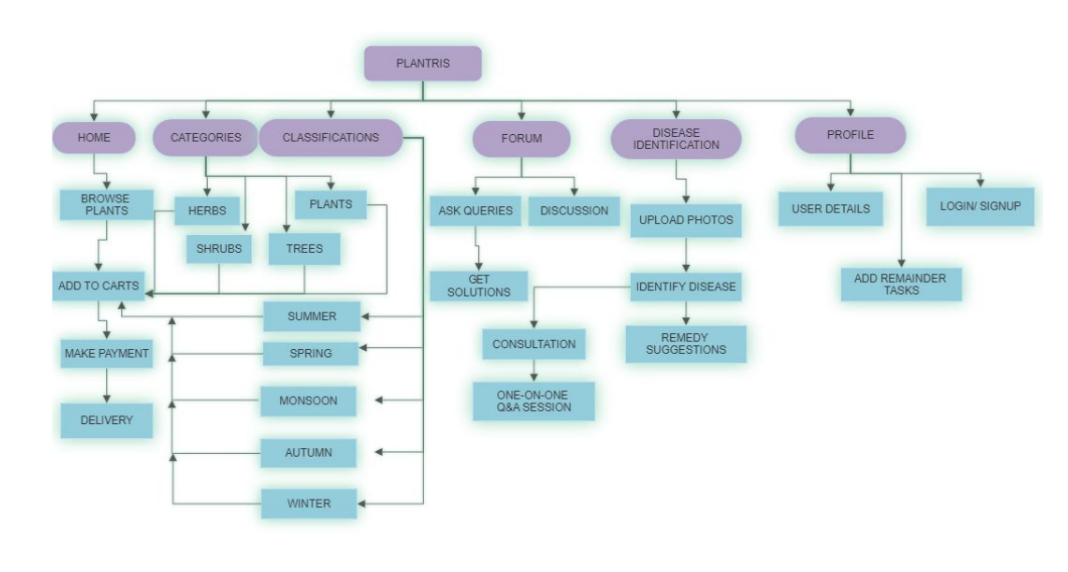 PLANTRIS
HOME
CATEGORIES
CLASSIFICATIONS
FORUM
DISEASE
IDENTIFICATION
PROFILE
BROWSE
PLANTS
HERBS
PLANTS
SHRUBS
TREES
ASK QUERIES
DISCUSSION
UPLOAD PHOTOS
USER DETAILS
LOGIN/ SIGNUP
ADD TO CARTS
GET
SOLUTIONS
IDENTIFY DISEASE
ADD REMAINDER
TASKS
SUMMER
SPRING
MONSOON
AUTUMN
WINTER
MAKE PAYMENT
DELIVERY
CONSULTATION
REMEDY
SUGGESTIONS
ONE-ON-ONE
Q&A SESSION